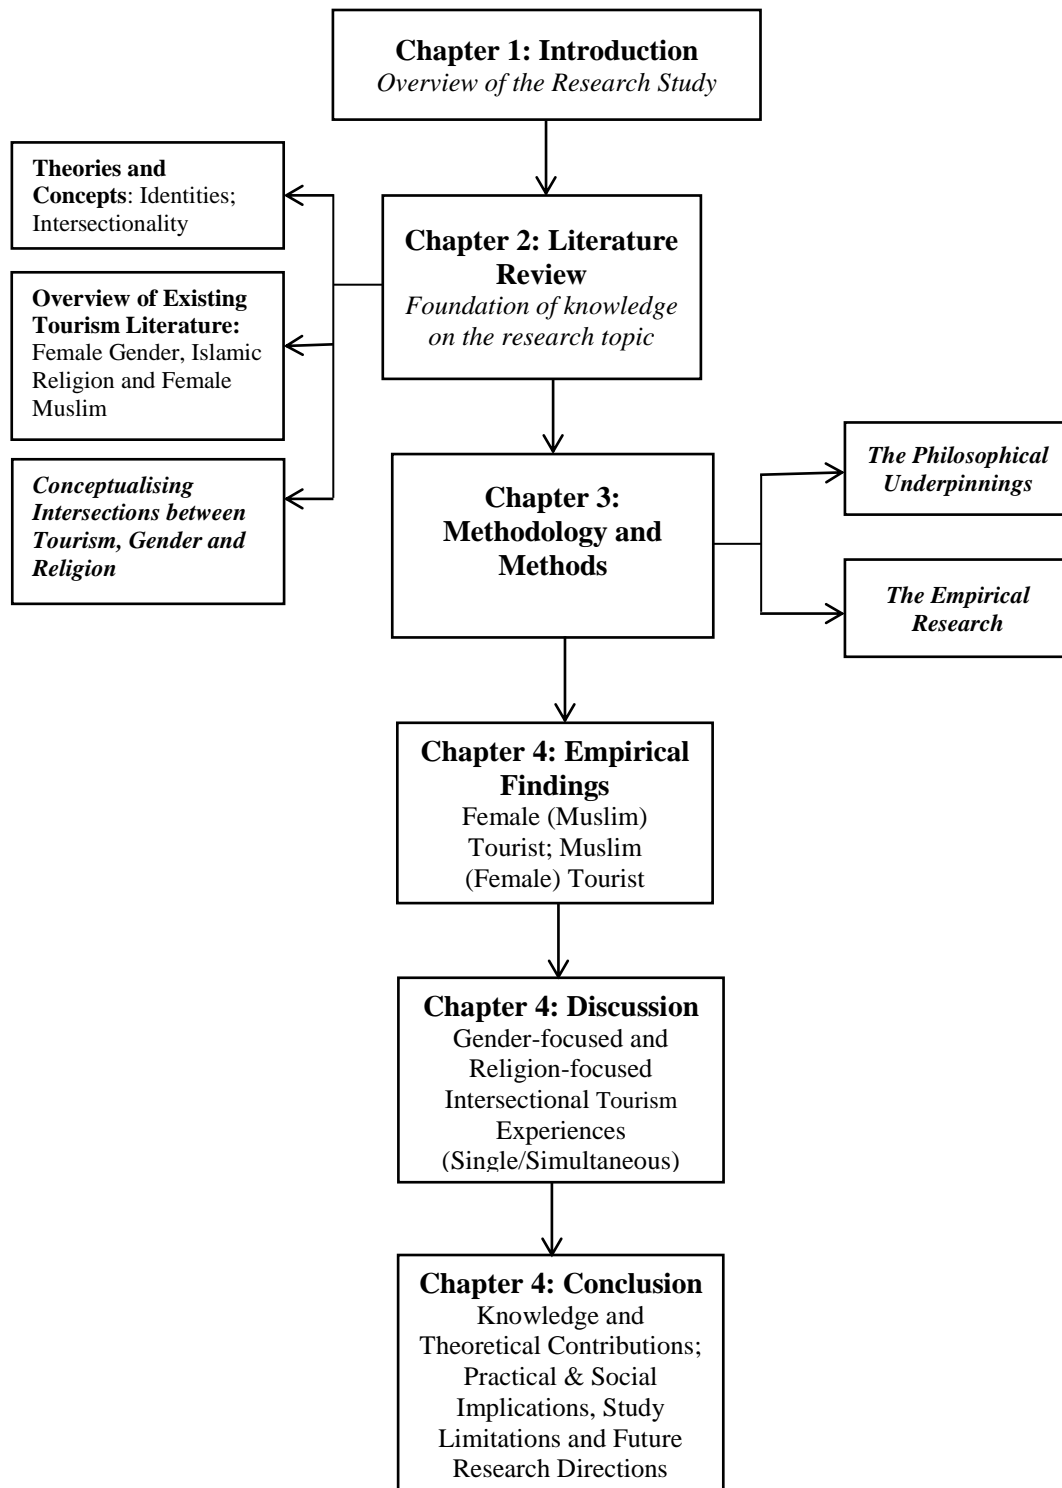 Chapter 1: Introduction
Overview of the Research Study
Theories and
Concepts: Identities;
Intersectionality
Chapter 2: Literature
Review
Foundation of knowledge
on the research topic
Overview of Existing
Tourism Literature:
Female Gender, Islamic
Religion and Female
Muslim
Conceptualising
Intersections between
Tourism, Gender and
Religion
Chapter 3:
Methodology and
Methods
The Philosophical
Underpinnings
The Empirical
Research
Chapter 4: Empirical
Findings
Female (Muslim)
Tourist; Muslim
(Female) Tourist
Chapter 4: Discussion
Gender-focused and
Religion-focused
Intersectional Tourism
Experiences
(Single/Simultaneous)
Chapter 4: Conclusion
Knowledge and
Theoretical Contributions;
Practical & Social
Implications, Study
Limitations and Future
Research Directions